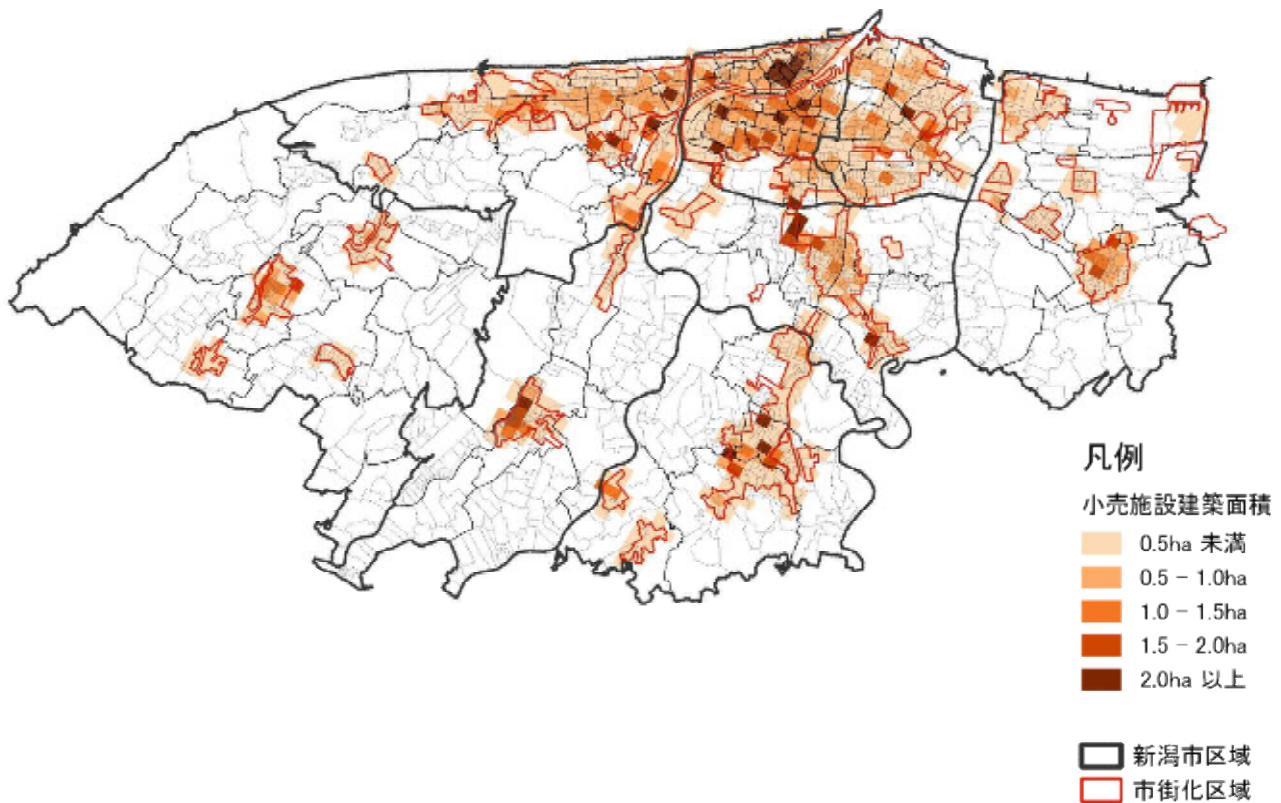 凡例
小売施設建築面積
0.5ha 未満
0.5 - 1.0ha
1.0 - 1.5ha
1.5 - 2.0ha
2.0ha 以上
新潟市区域
市街化区域